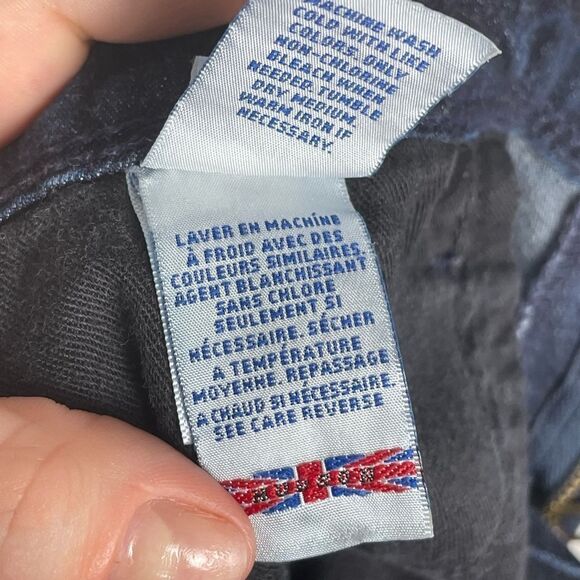 MACHINE WASH
COLD WITH LIKE
COLORS. ONLY
NON-CHLORINE
BLEACH WHEN
NEEDED. TUMBLE
DRY MEDIUM.
WARM IRON IF
NECESSARY.
LAVER EN MACHÍNE
À FROID AVEC DES
COULEURS SIMILAIRES.
AGENT BLANCHISSANT
SANS CHLORE
SEULEMENT SI
NÉCESSAIRE. SÉCHER
A TEMPÉRATURE
MOYENNE. REPASSAGE
A CHAUD SI NÉCESSAIRE.
SEE CARE REVERSE
HUDSON